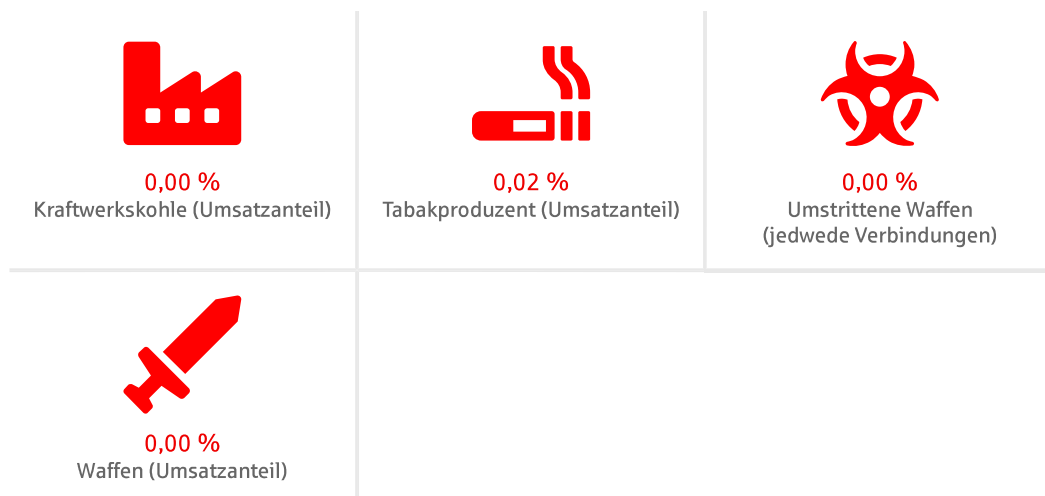 0,00 %
Kraftwerkskohle (Umsatzanteil)
0,02 %
Tabakproduzent (Umsatzanteil)
0,00 %
Umstrittene Waffen
(jedwede Verbindungen)
0,00 %
Waffen (Umsatzanteil)